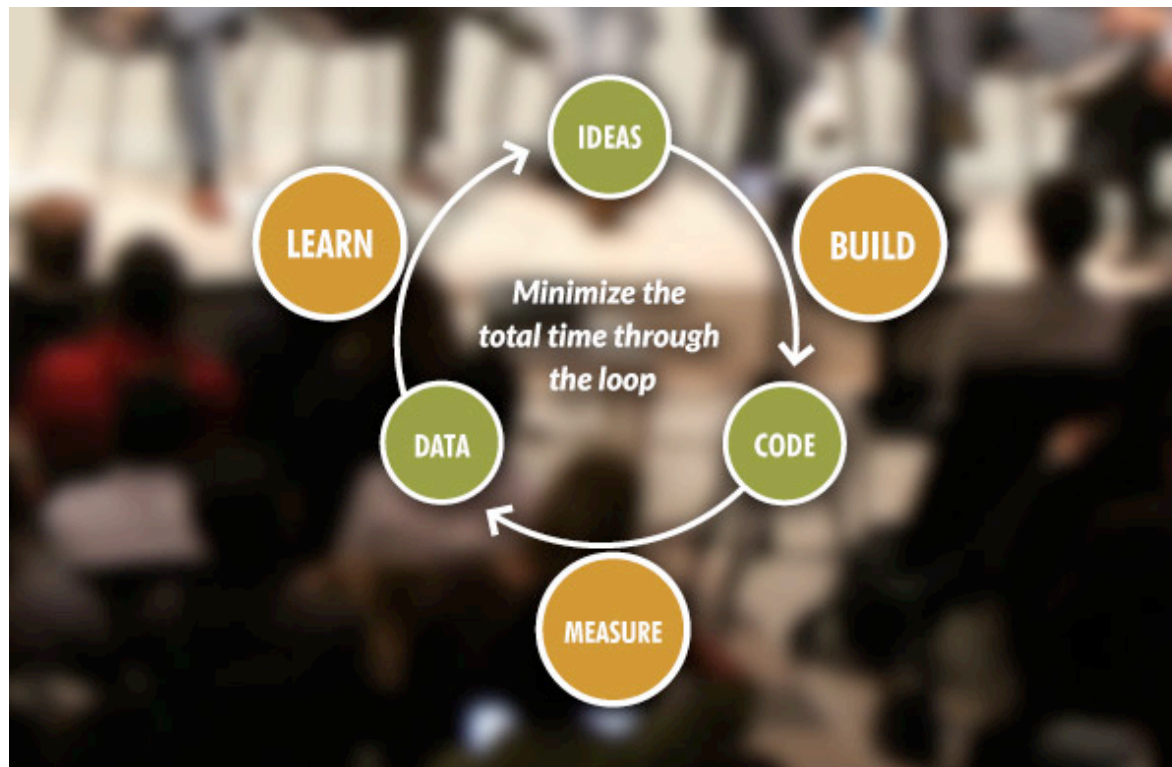 IDEAS
LEARN
BUILD
Minimize the
total time through
the loop
DATA
CODE
MEASURE